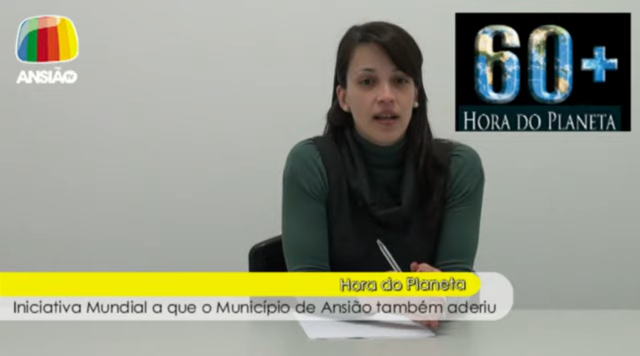 ANSIÃO
60+
HORA DO PLANETA
Hora do Planeta
Iniciativa Mundial a que o Município de Ansião também aderiu